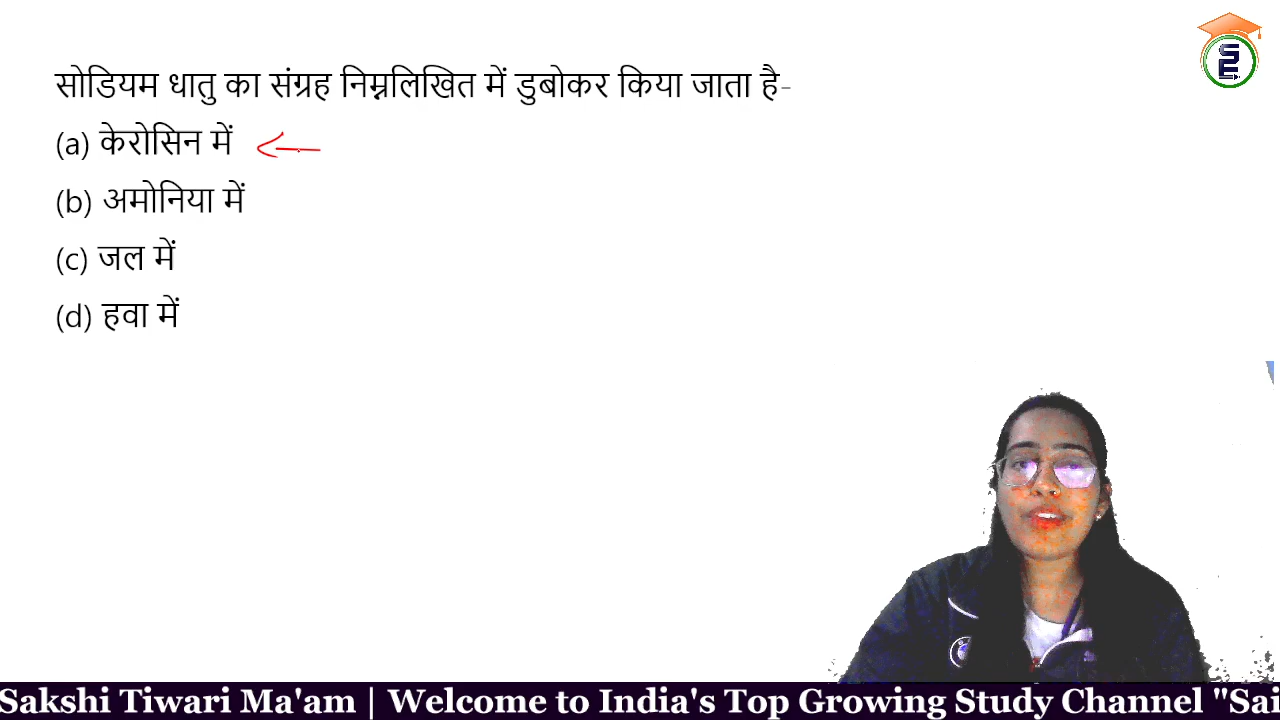 सोडियम धातु का संग्रह निम्नलिखित में डुबोकर किया जाता है-
(a) केरोसिन में
(b) अमोनिया में
(c) जल में
(d) हवा में
Sakshi Tiwari Ma'am | Welcome to India's Top Growing Study Channel "Sai